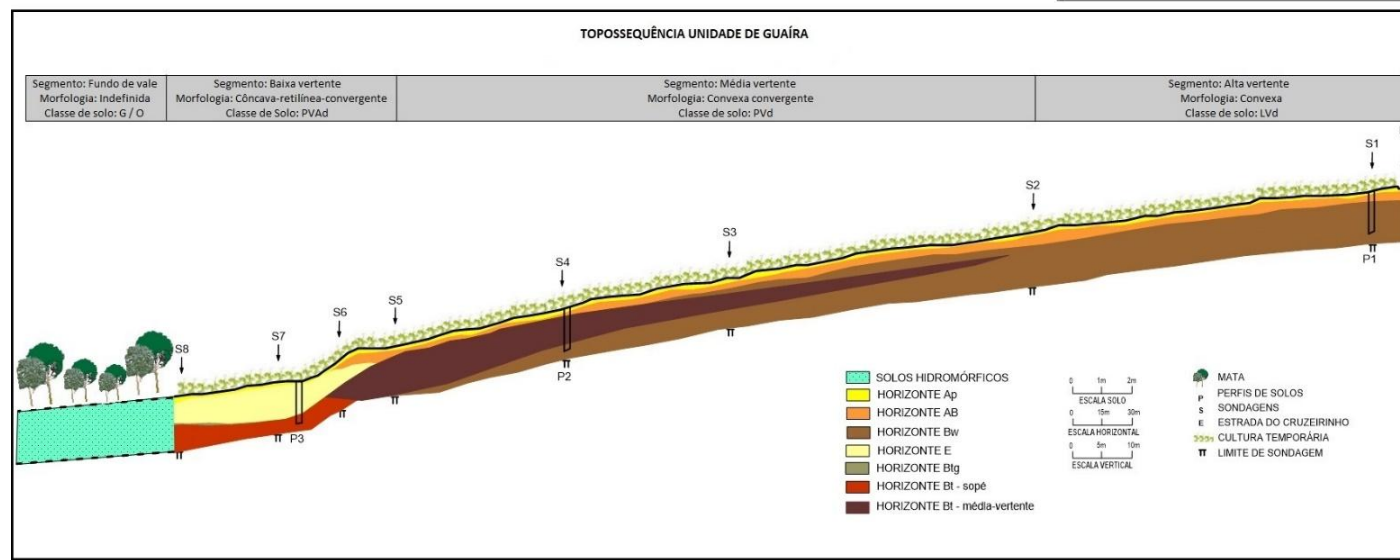 TOPOSSEQUÊNCIA UNIDADE DE GUAÍRA
Segmento: Fundo de vale
Morfologia: Indefinida
Classe de solo: G / O
Segmento: Baixa vertente
Morfologia: Côncava-retilínea-convergente
Classe de Solo: PVAd
Segmento: Média vertente
Morfologia: Convexa convergente
Classe de solo: PVd
Segmento: Alta vertente
Morfologia: Convexa
Classe de solo: LVd
S1
S2
S3
S4
S5
S6
S7
S8
P1
P2
P3
SOLOS HIDROMÓRFICOS
HORIZONTE Ap
HORIZONTE AB
HORIZONTE Bw
HORIZONTE E
HORIZONTE Btg
HORIZONTE Bt - sopé
HORIZONTE Bt - média-vertente
0 1m 2m
ESCALA SOLO
0 15m 30m
ESCALA HORIZONTAL
0 5m 10m
ESCALA VERTICAL
MATA
P PERFIS DE SOLOS
S SONDAGENS
E ESTRADA DO CRUZEIRINHO
CULTURA TEMPORÁRIA
LIMITE DE SONDAGEM